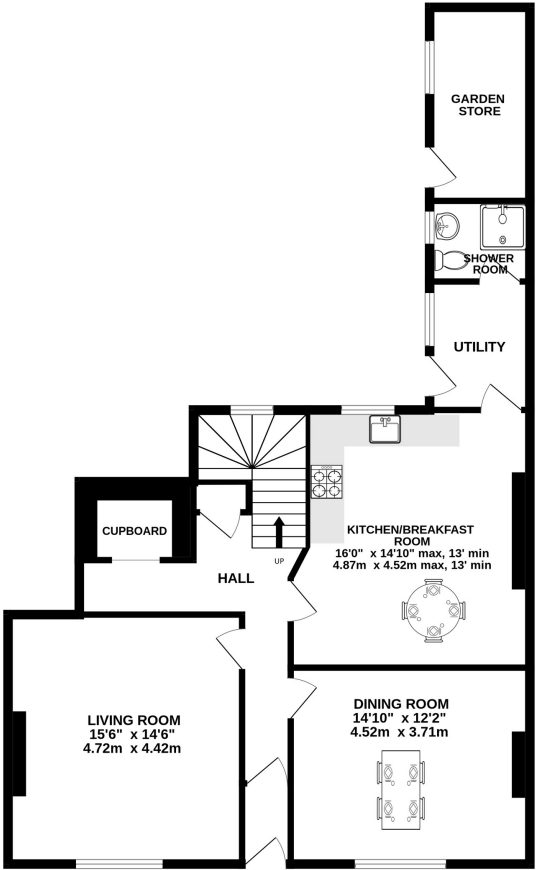 GARDEN
STORE
SHOWER
ROOM
UTILITY
CUPBOARD
UP
HALL
KITCHEN/BREAKFAST
ROOM
16'0" x 14'10" max, 13' min
4.87m x 4.52m max, 13' min
LIVING ROOM
15'6" x 14'6"
4.72m x 4.42m
DINING ROOM
14'10" x 12'2"
4.52m x 3.71m